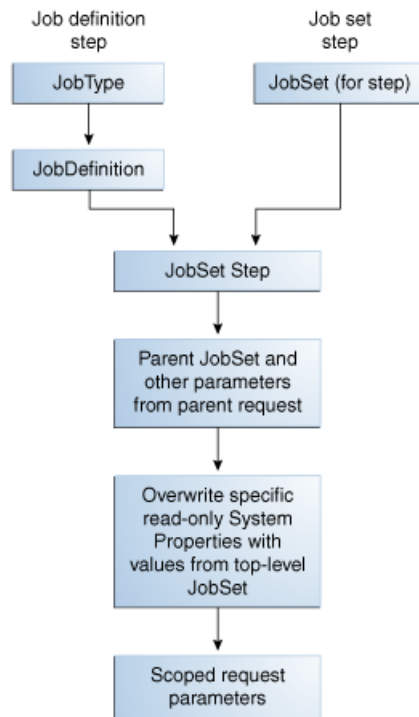 Job definition
step
Job set
step
JobType
JobSet (for step)
JobDefinition
JobSet Step
Parent JobSet and
other parameters
from parent request
Overwrite specific
read-only System
Properties with
values from top-level
JobSet
Scoped request
parameters